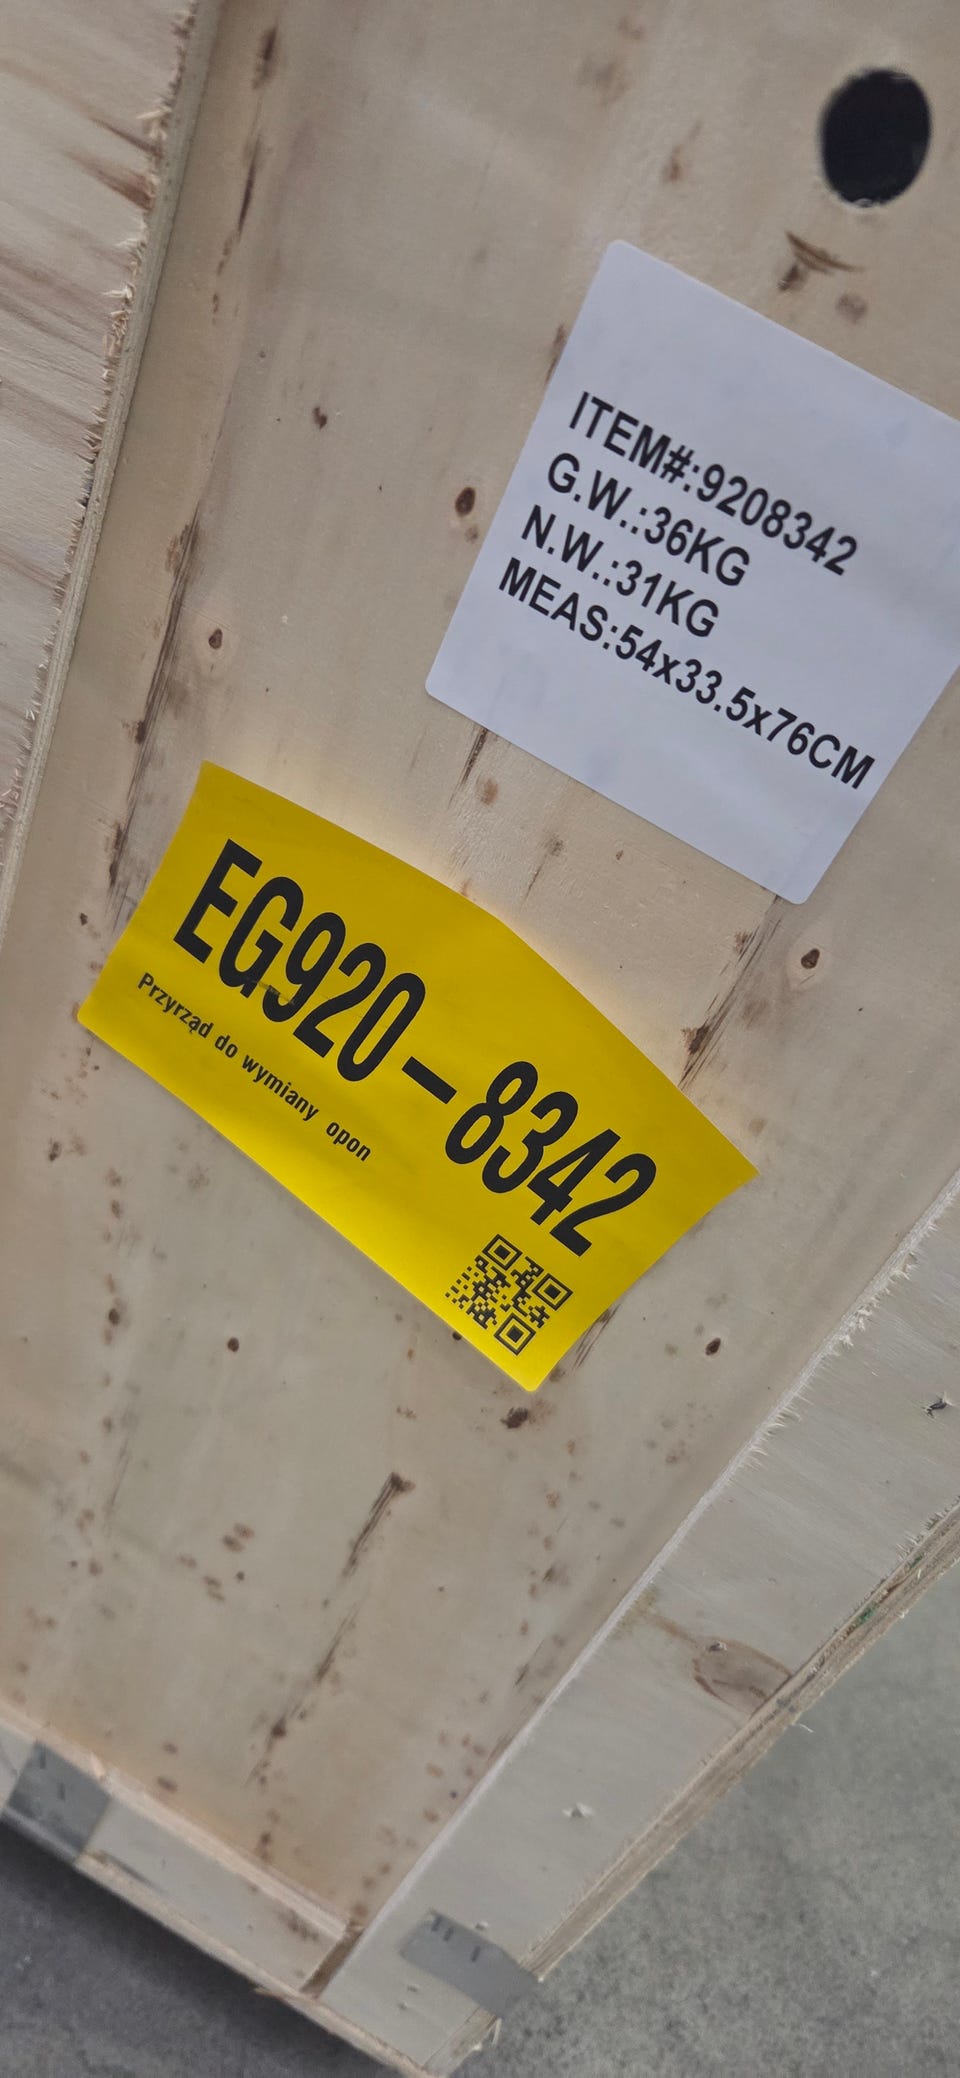 ITEM#:9208342
G.W.:36KG
N.W.:31KG
MEAS:54x33.5x76CM
EG920-8342
Przyrząd do wymiany opon